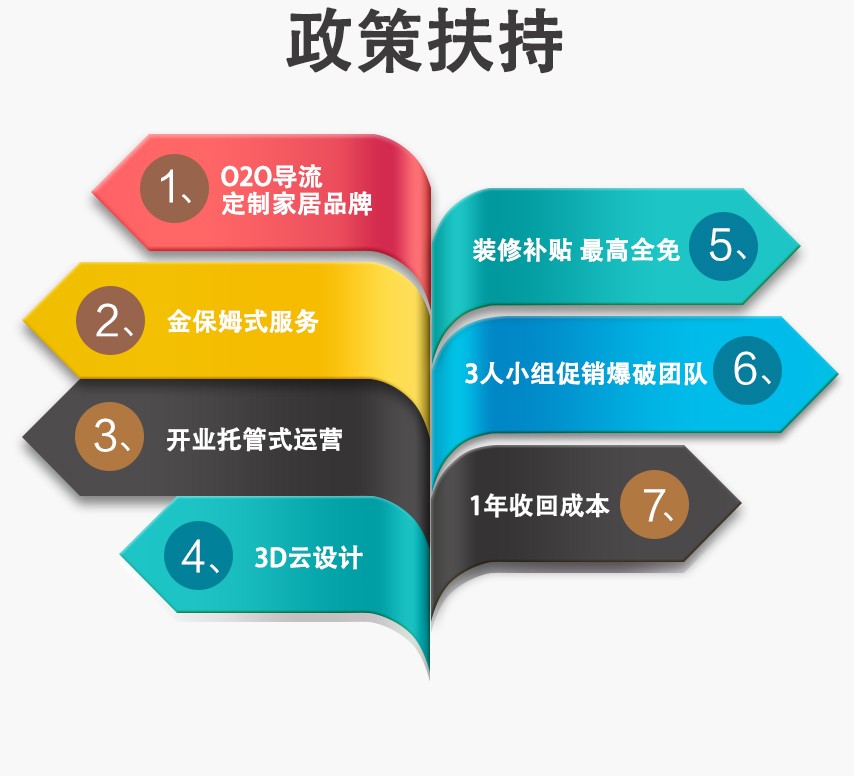 政策扶持
1、
O2O导流
定制家居品牌
2、金保姆式服务
3、开业托管式运营
4、3D云设计
装修补贴 最高全免 5、
3人小组促销爆破团队 6、
1年收回成本 7、